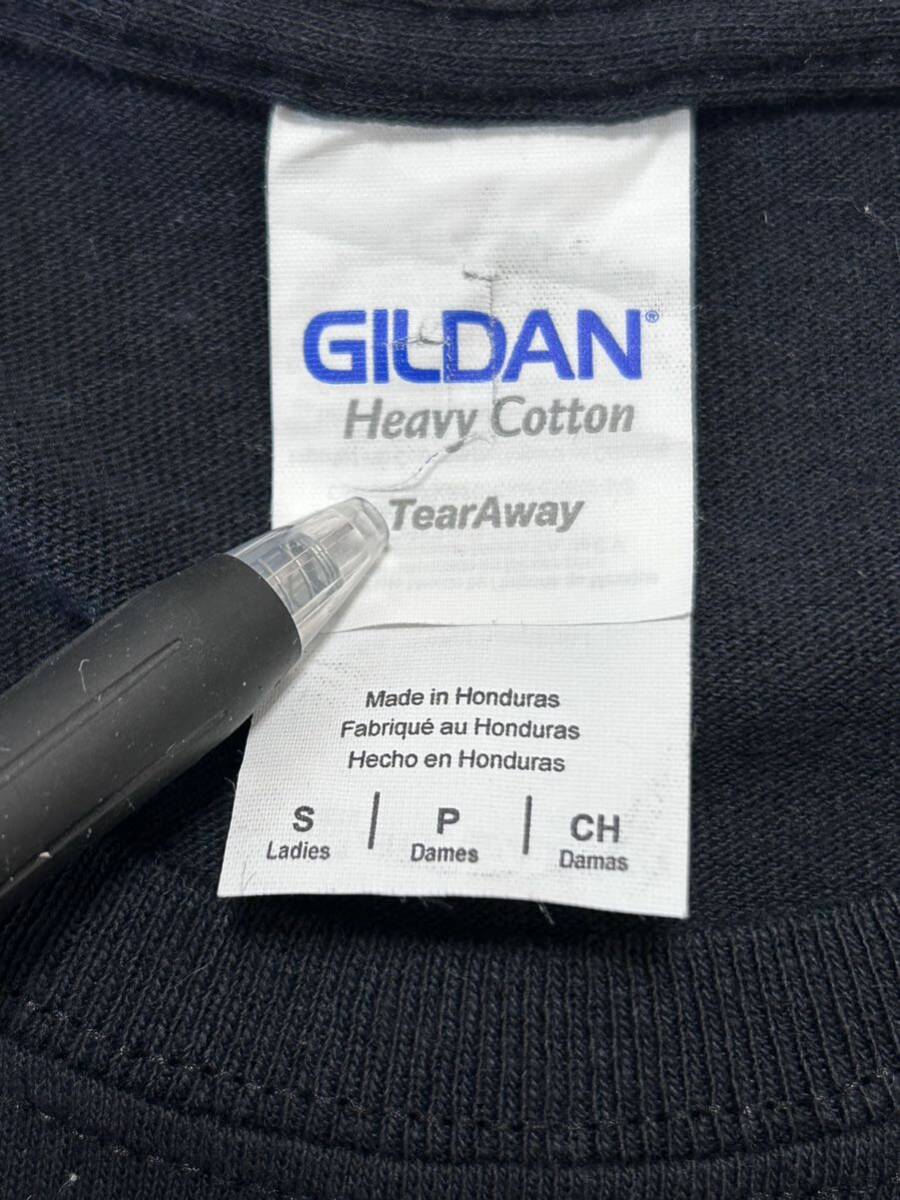 GILDAN®
Heavy Cotton
TearAway
Made in Honduras
Fabriqué au Honduras
Hecho en Honduras
S | P | CH
Ladies | Dames | Damas